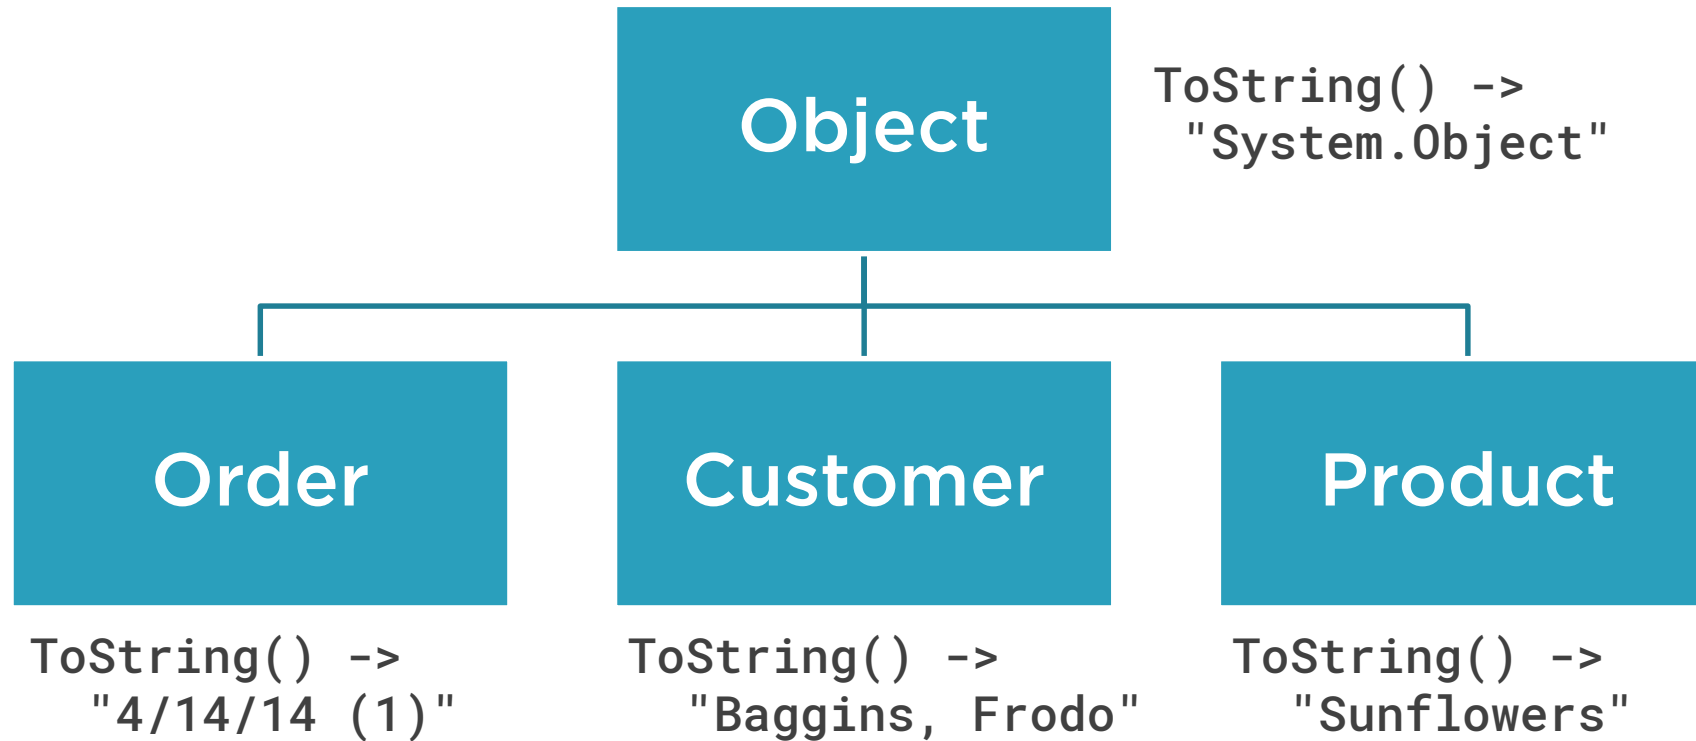 Object
ToString() ->
"System.Object"
Order
Customer
Product
ToString() ->
"4/14/14 (1)"
ToString() ->
"Baggins, Frodo"
ToString() ->
"Sunflowers"